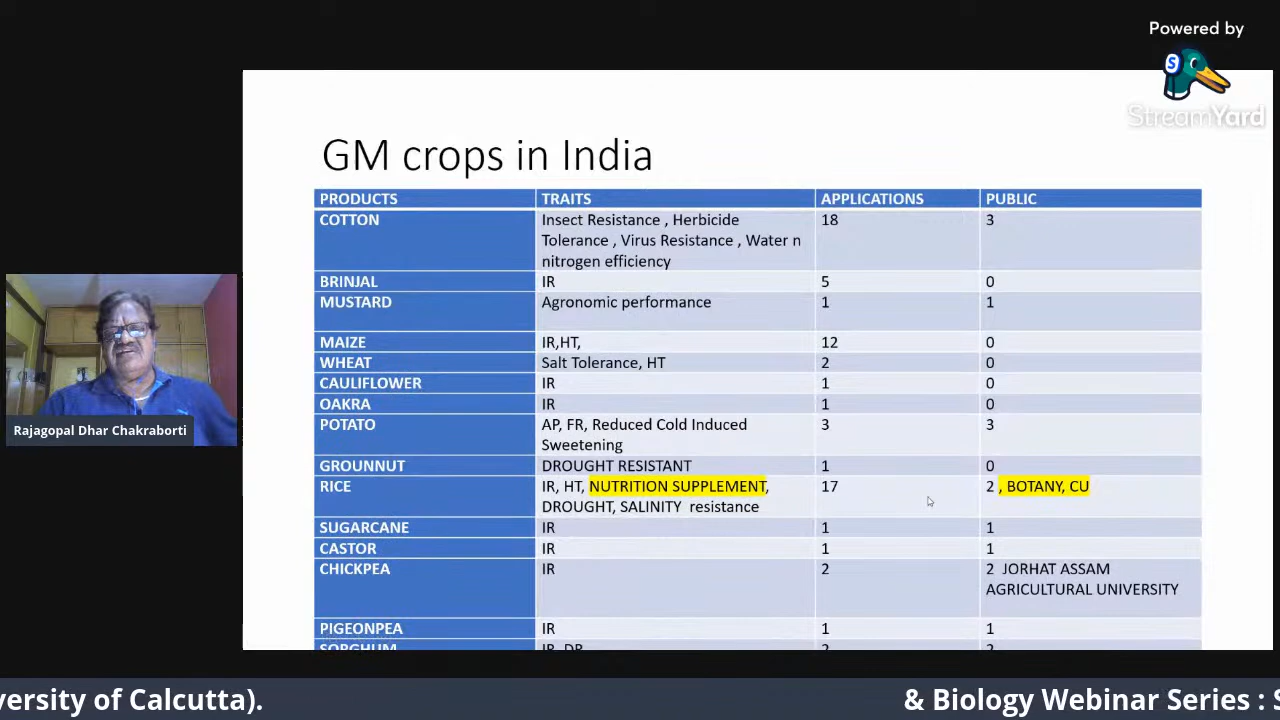 Powered by
StreamYard
GM crops in India
PRODUCTS TRAITS APPLICATIONS PUBLIC
COTTON Insect Resistance , Herbicide 18 3
Tolerance , Virus Resistance , Water n
nitrogen efficiency
BRINJAL IR 5 0
MUSTARD Agronomic performance 1 1
MAIZE IR,HT, 12 0
WHEAT Salt Tolerance, HT 2 0
CAULIFLOWER IR 1 0
OAKRA IR 1 0
POTATO AP, FR, Reduced Cold Induced 3 3
Sweetening
GROUNNUT DROUGHT RESISTANT 1 0
RICE IR, HT, NUTRITION SUPPLEMENT, 17 2 , BOTANY, CU
DROUGHT, SALINITY resistance
SUGARCANE IR 1 1
CASTOR IR 1 1
CHICKPEA IR 2 2 JORHAT ASSAM
AGRICULTURAL UNIVERSITY
PIGEONPEA IR 1 1
SORGHUM IR, DR 2 2
Rajagopal Dhar Chakraborti
versity of Calcutta). & Biology Webinar Series : S